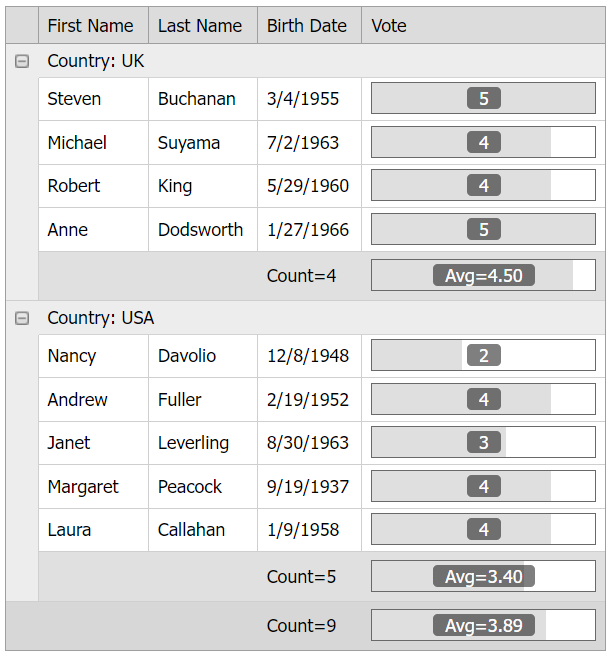 First Name Last Name Birth Date Vote
Country: UK
Steven Buchanan 3/4/1955 5
Michael Suyama 7/2/1963 4
Robert King 5/29/1960 4
Anne Dodsworth 1/27/1966 5
Count=4 Avg=4.50
Country: USA
Nancy Davolio 12/8/1948 2
Andrew Fuller 2/19/1952 4
Janet Leverling 8/30/1963 3
Margaret Peacock 9/19/1937 4
Laura Callahan 1/9/1958 4
Count=5 Avg=3.40
Count=9 Avg=3.89